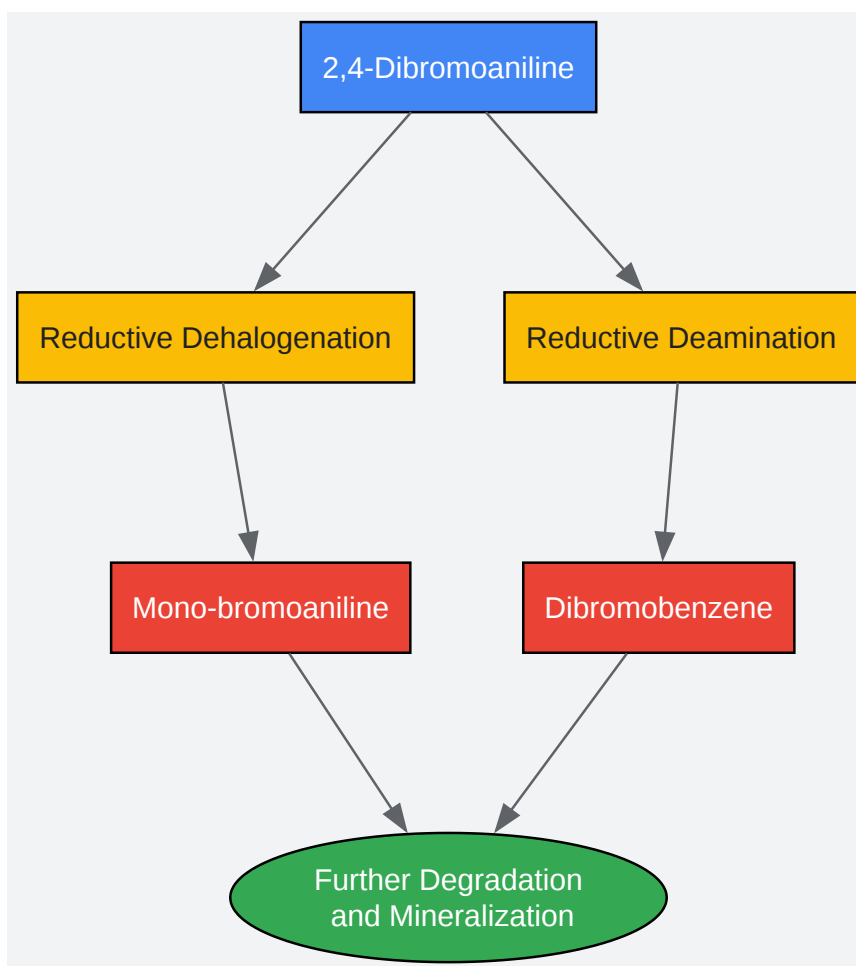 2,4-Dibromoaniline
Reductive Dehalogenation
Reductive Deamination
Mono-bromoaniline
Dibromobenzene
Further Degradation
and Mineralization